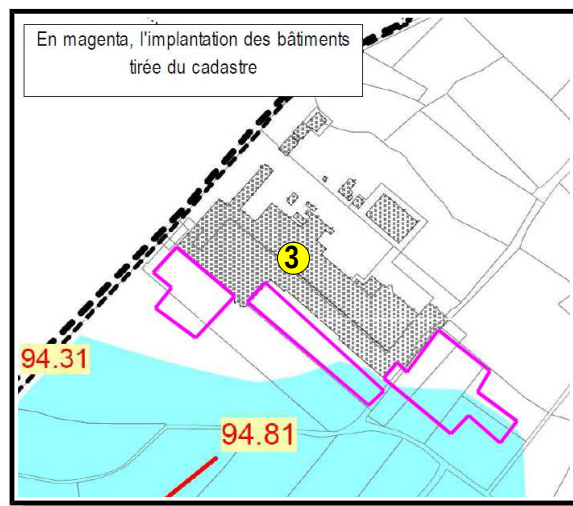 En magenta, l'implantation des bâtiments
tirée du cadastre
3
94.31
94.81